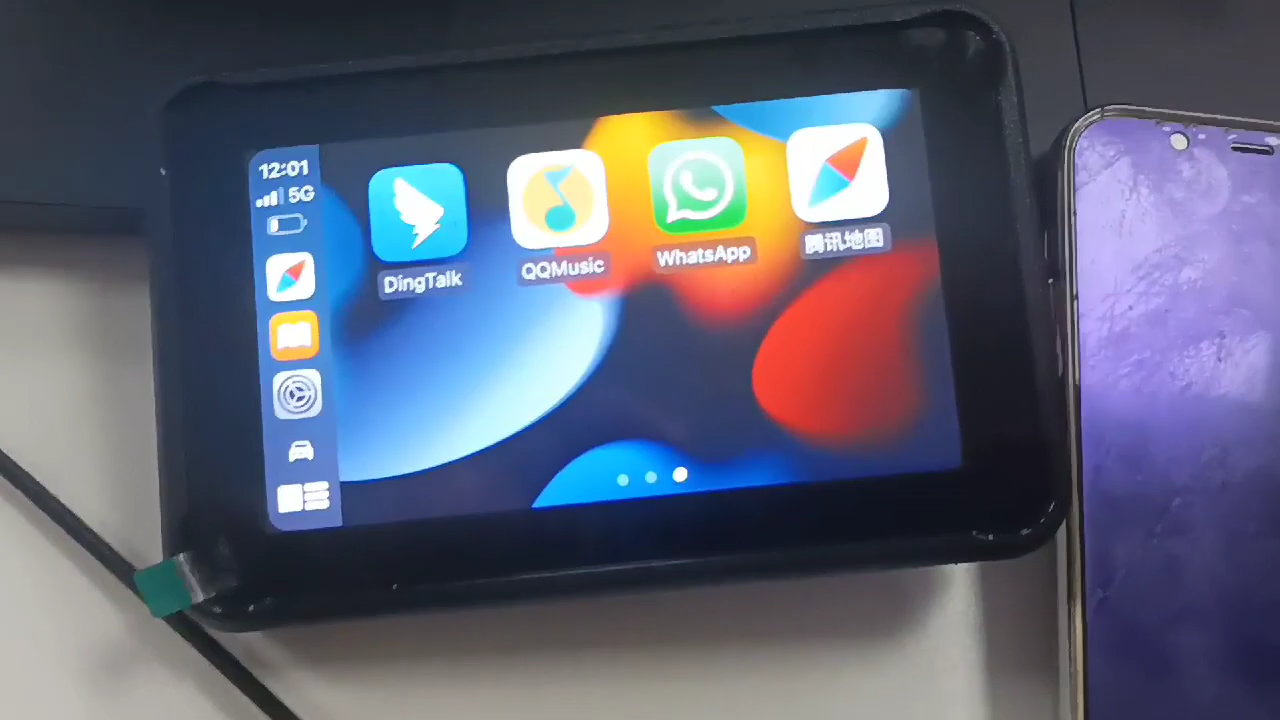 12:01
5G
DingTalk
QQMusic
WhatsApp
腾讯地图